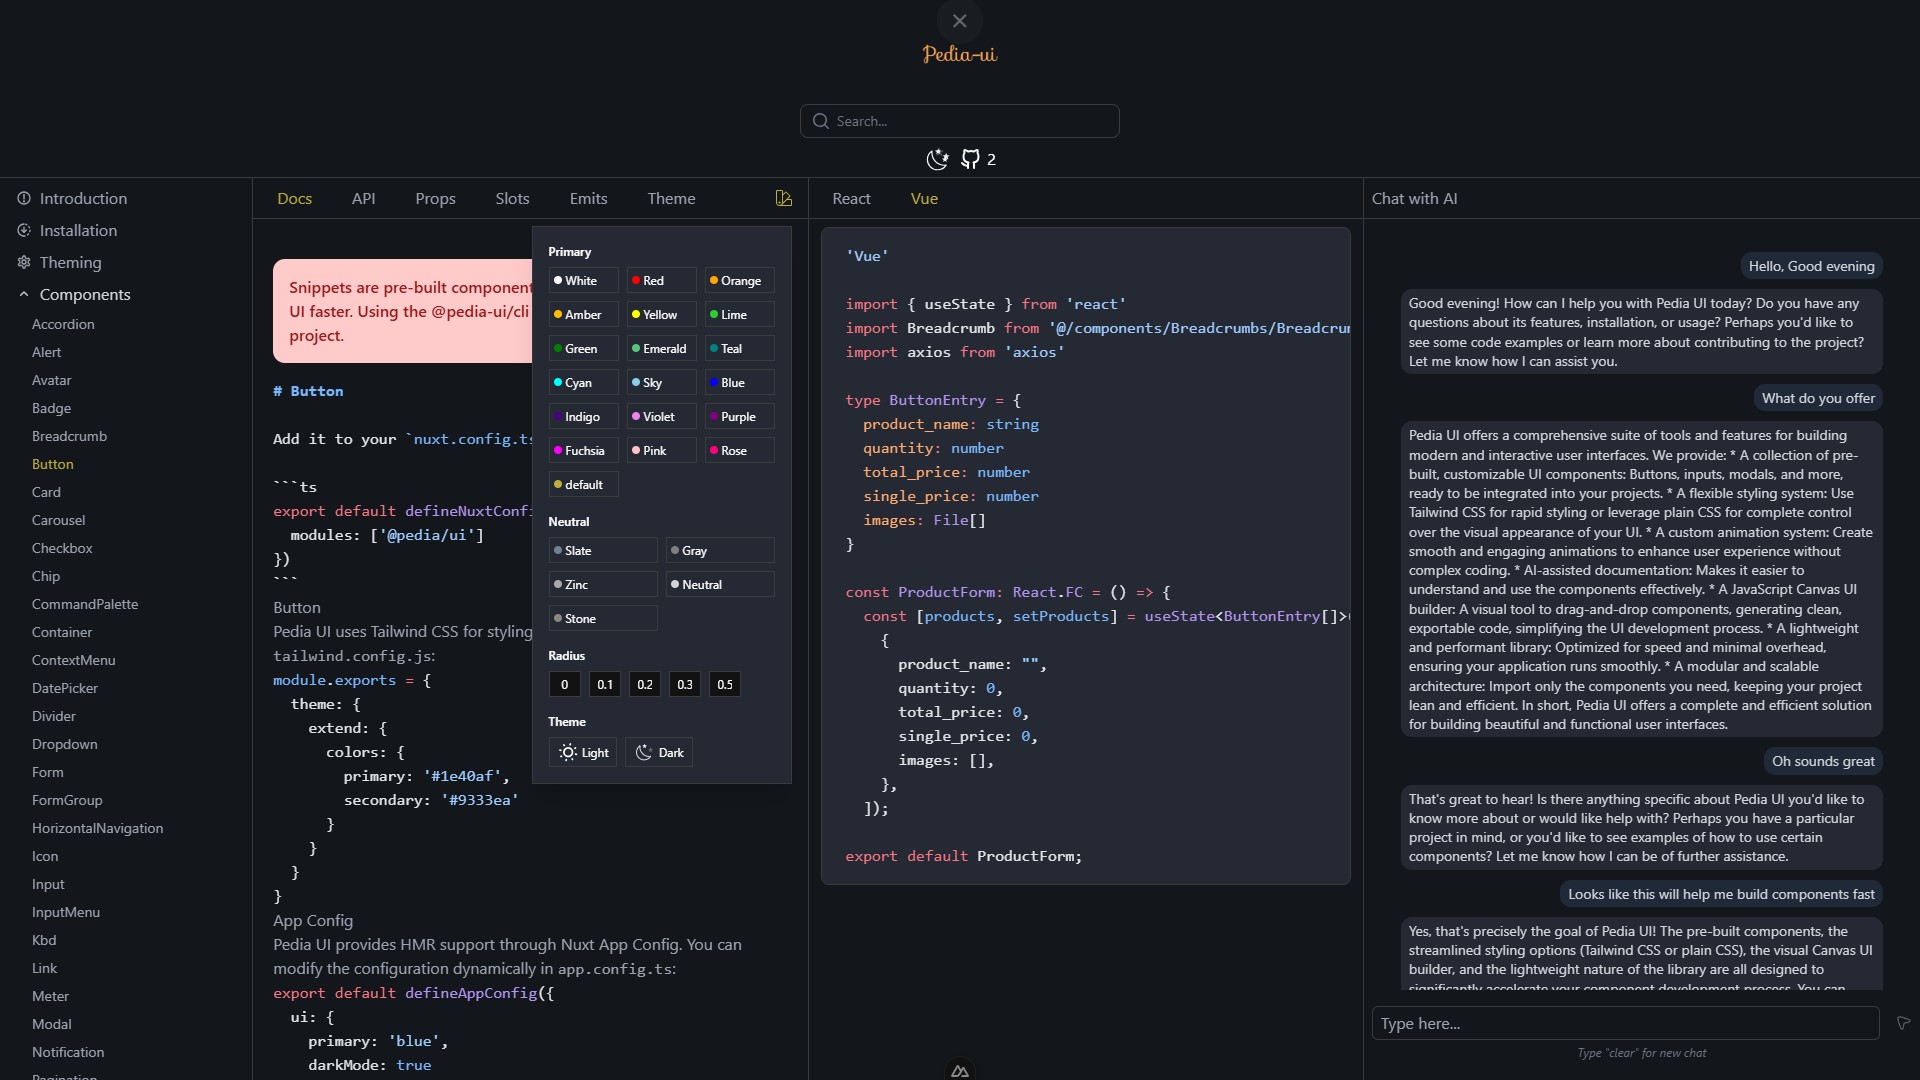 Pedia-ui
Search...
2
Introduction
Installation
Theming
Components
Accordion
Alert
Avatar
Badge
Breadcrumb
Button
Card
Carousel
Checkbox
Chip
CommandPalette
Container
ContextMenu
DatePicker
Divider
Dropdown
Form
FormGroup
HorizontalNavigation
Icon
Input
InputMenu
Kbd
Link
Meter
Modal
Notification
Docs API Props Slots Emits Theme
Snippets are pre-built component
UI faster. Using the @pedia-ui/cli
project.
# Button
Add it to your `nuxt.config.ts
```ts
export default defineNuxtConfi
modules: ['@pedia/ui']
})
```
Button
Pedia UI uses Tailwind CSS for styling
tailwind.config.js:
module.exports = {
theme: {
extend: {
colors: {
primary: '#1e40af',
secondary: '#9333ea'
}
}
}
}
App Config
Pedia UI provides HMR support through Nuxt App Config. You can
modify the configuration dynamically in app.config.ts:
export default defineAppConfig({
ui: {
primary: 'blue',
darkMode: true
Primary
White Red Orange
Amber Yellow Lime
Green Emerald Teal
Cyan Sky Blue
Indigo Violet Purple
Fuchsia Pink Rose
default
Neutral
Slate Gray
Zinc Neutral
Stone
Radius
0 0.1 0.2 0.3 0.5
Theme
Light Dark
React Vue
'Vue'
import { useState } from 'react'
import Breadcrumb from '@/components/Breadcrumbs/Breadcrum
import axios from 'axios'
type ButtonEntry = {
product_name: string
quantity: number
total_price: number
single_price: number
images: File[]
}
const ProductForm: React.FC = () => {
const [products, setProducts] = useState<ButtonEntry[]>(
{
product_name: "",
quantity: 0,
total_price: 0,
single_price: 0,
images: [],
},
]);
export default ProductForm;
Chat with AI
Hello, Good evening
Good evening! How can I help you with Pedia UI today? Do you have any
questions about its features, installation, or usage? Perhaps you'd like to
see some code examples or learn more about contributing to the project?
Let me know how I can assist you.
What do you offer
Pedia UI offers a comprehensive suite of tools and features for building
modern and interactive user interfaces. We provide: * A collection of pre-
built, customizable UI components: Buttons, inputs, modals, and more,
ready to be integrated into your projects. * A flexible styling system: Use
Tailwind CSS for rapid styling or leverage plain CSS for complete control
over the visual appearance of your UI. * A custom animation system: Create
smooth and engaging animations to enhance user experience without
complex coding. * AI-assisted documentation: Makes it easier to
understand and use the components effectively. * A JavaScript Canvas UI
builder: A visual tool to drag-and-drop components, generating clean,
exportable code, simplifying the UI development process. * A lightweight
and performant library: Optimized for speed and minimal overhead,
ensuring your application runs smoothly. * A modular and scalable
architecture: Import only the components you need, keeping your project
lean and efficient. In short, Pedia UI offers a complete and efficient solution
for building beautiful and functional user interfaces.
Oh sounds great
That's great to hear! Is there anything specific about Pedia UI you'd like to
know more about or would like help with? Perhaps you have a particular
project in mind, or you'd like to see examples of how to use certain
components? Let me know how I can be of further assistance.
Looks like this will help me build components fast
Yes, that's precisely the goal of Pedia UI! The pre-built components, the
streamlined styling options (Tailwind CSS or plain CSS), the visual Canvas UI
builder, and the lightweight nature of the library are all designed to
significantly accelerate your component development process. You can
Type here...
Type "clear" for new chat